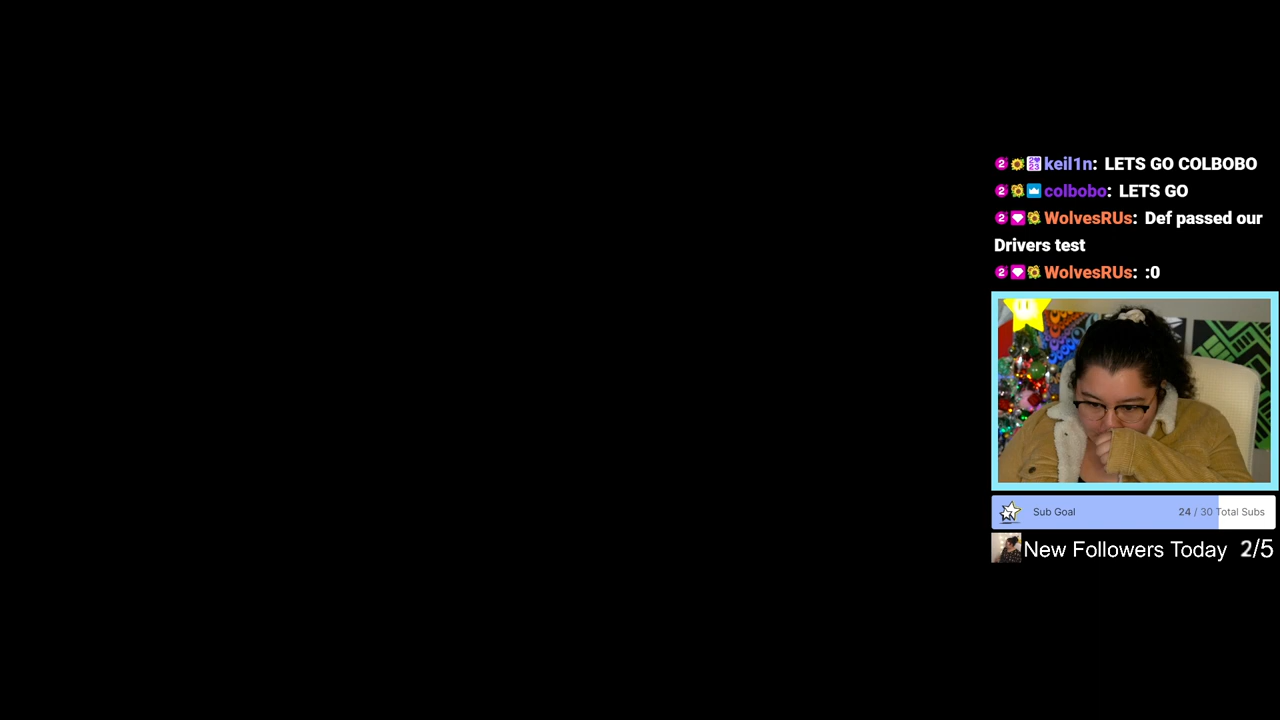 keil1n: LETS GO COLBOBO
colbobo: LETS GO
WolvesRUs: Def passed our
Drivers test
WolvesRUs: :0
Sub Goal 24 / 30 Total Subs
New Followers Today 2/5